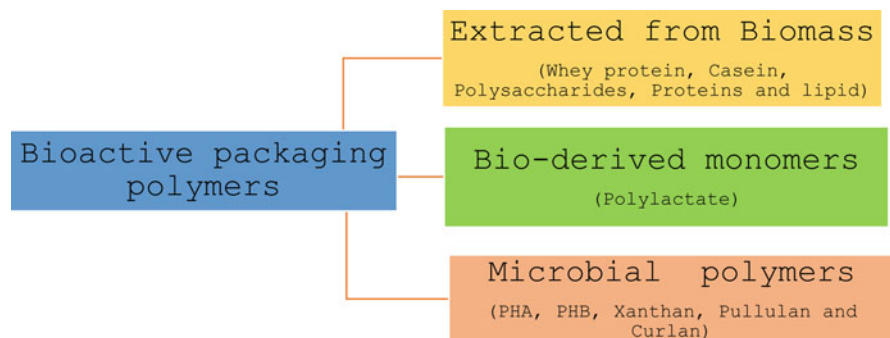 Extracted from Biomass
(Whey protein, Casein,
Polysaccharides, Proteins and lipid)
Bioactive packaging
polymers
Bio-derived monomers
(Polylactate)
Microbial polymers
(PHA, PHB, Xanthan, Pullulan and
Curlan)